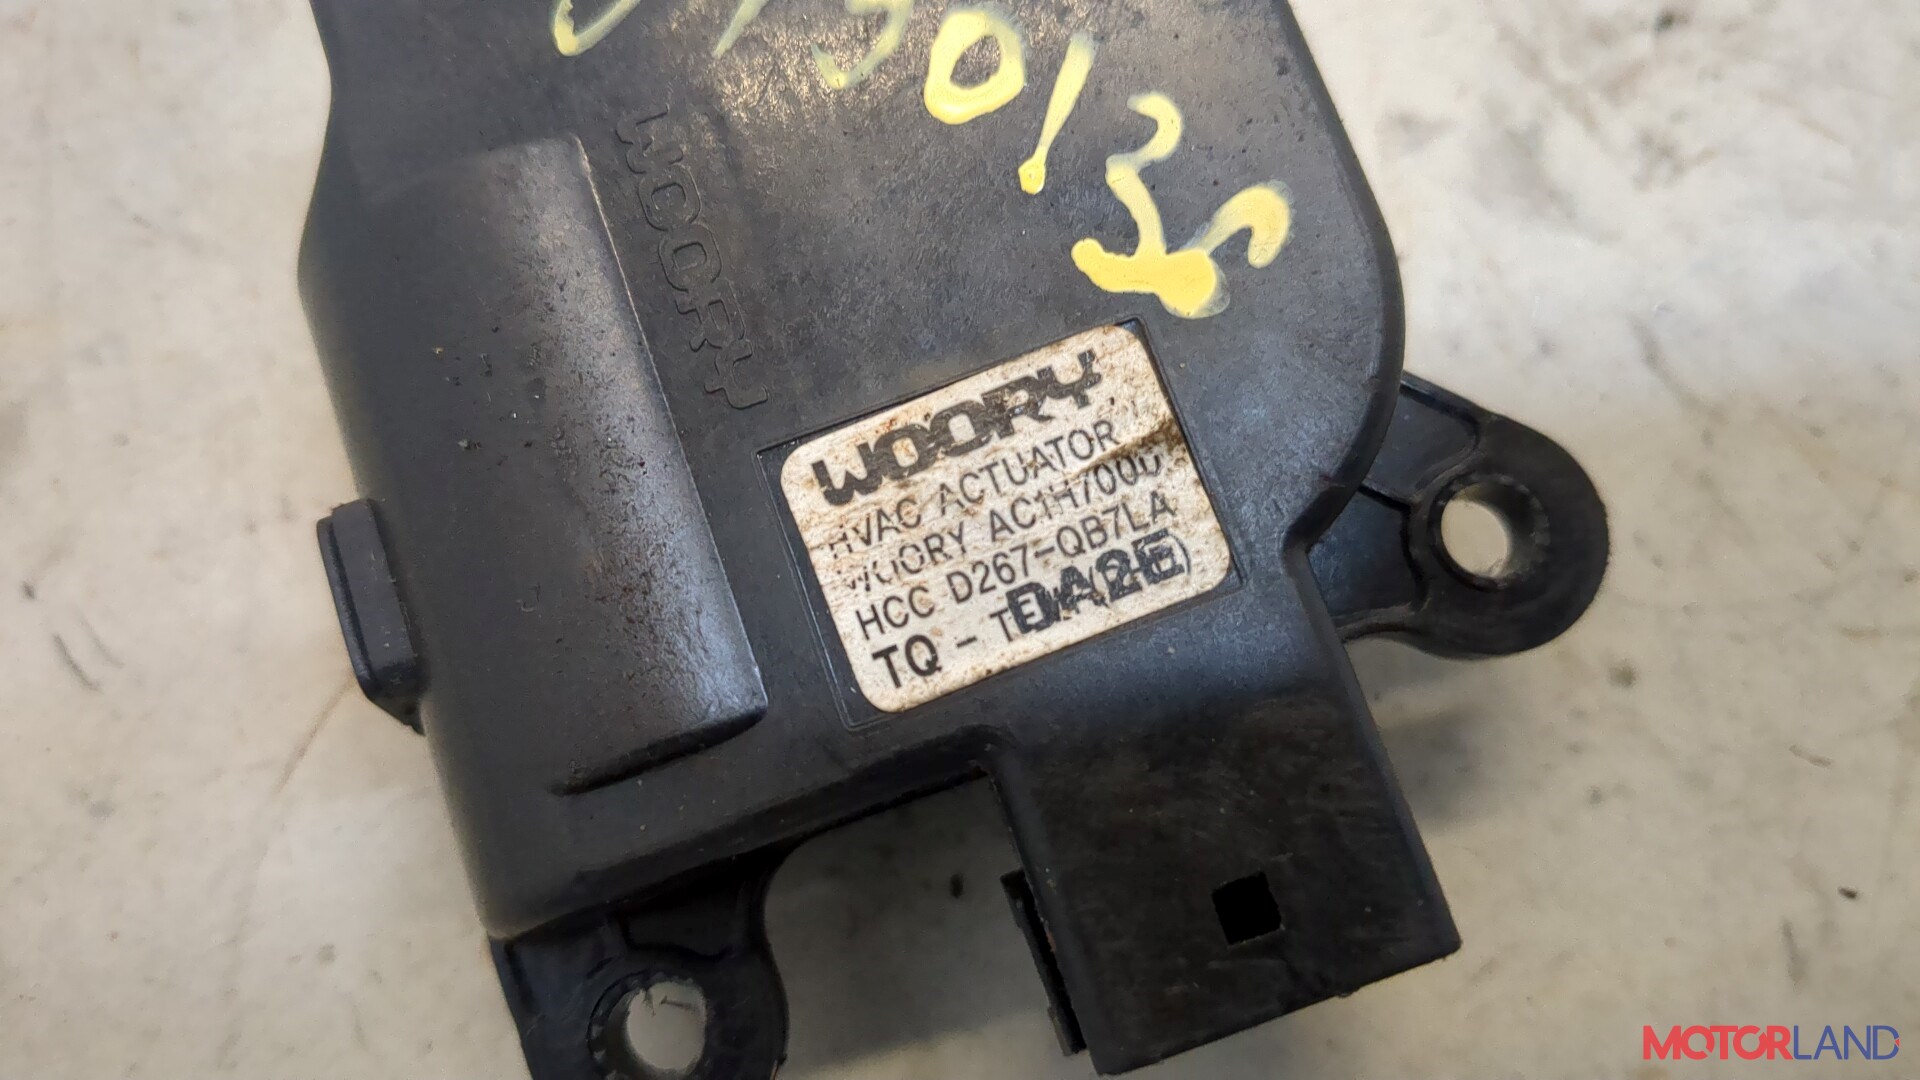 WOORY
WOORY
HVAC ACTUATOR
WOORY AC1H7000
HCC D267-QB7LA
TQ -
DA2E
MOTORLAND